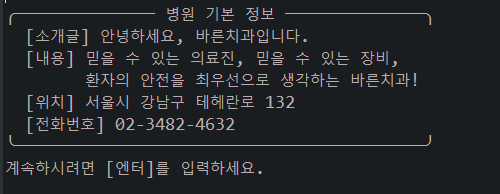 병원 기본 정보
[소개글] 안녕하세요, 바른치과입니다.
[내용] 믿을 수 있는 의료진, 믿을 수 있는 장비,
환자의 안전을 최우선으로 생각하는 바른치과!
[위치] 서울시 강남구 테헤란로 132
[전화번호] 02-3482-4632
계속하시려면 [엔터]를 입력하세요.